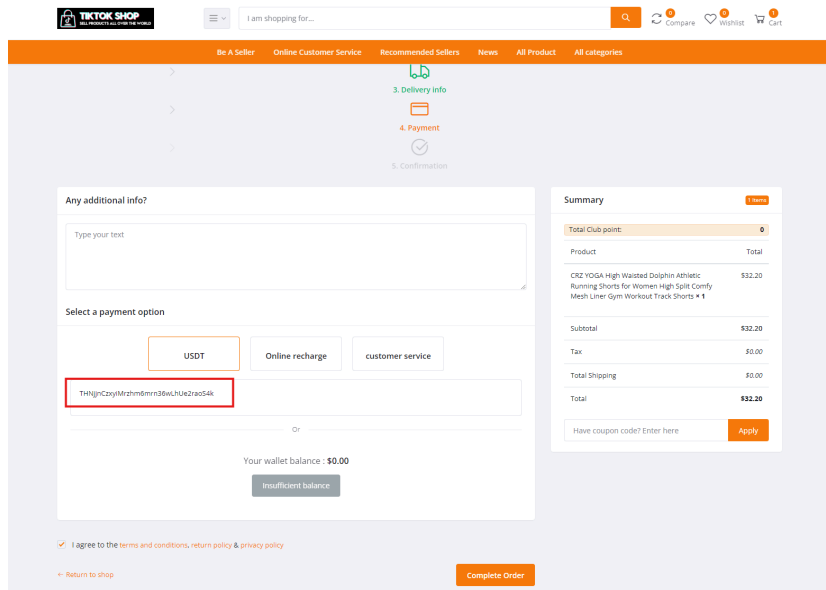 TIKTOK SHOP
SELL PRODUCTS ALL OVER THE WORLD
I am shopping for...
0
Compare
0
Wishlist
1
Cart
Be A Seller
Online Customer Service
Recommended Sellers
News
All Product
All categories
3. Delivery info
4. Payment
5. Confirmation
Any additional info?
Type your text
Select a payment option
USDT
Online recharge
customer service
THNjjnCzxyiMrzhm6mrn36wLhUe2raoS4k
Or
Your wallet balance : $0.00
Insufficient balance
I agree to the terms and conditions, return policy & privacy policy
Return to shop
Complete Order
Summary
1 Items
Total Club point: 0
Product Total
CRZ YOGA High Waisted Dolphin Athletic $32.20
Running Shorts for Women High Split Comfy
Mesh Liner Gym Workout Track Shorts × 1
Subtotal $32.20
Tax $0.00
Total Shipping $0.00
Total $32.20
Have coupon code? Enter here
Apply